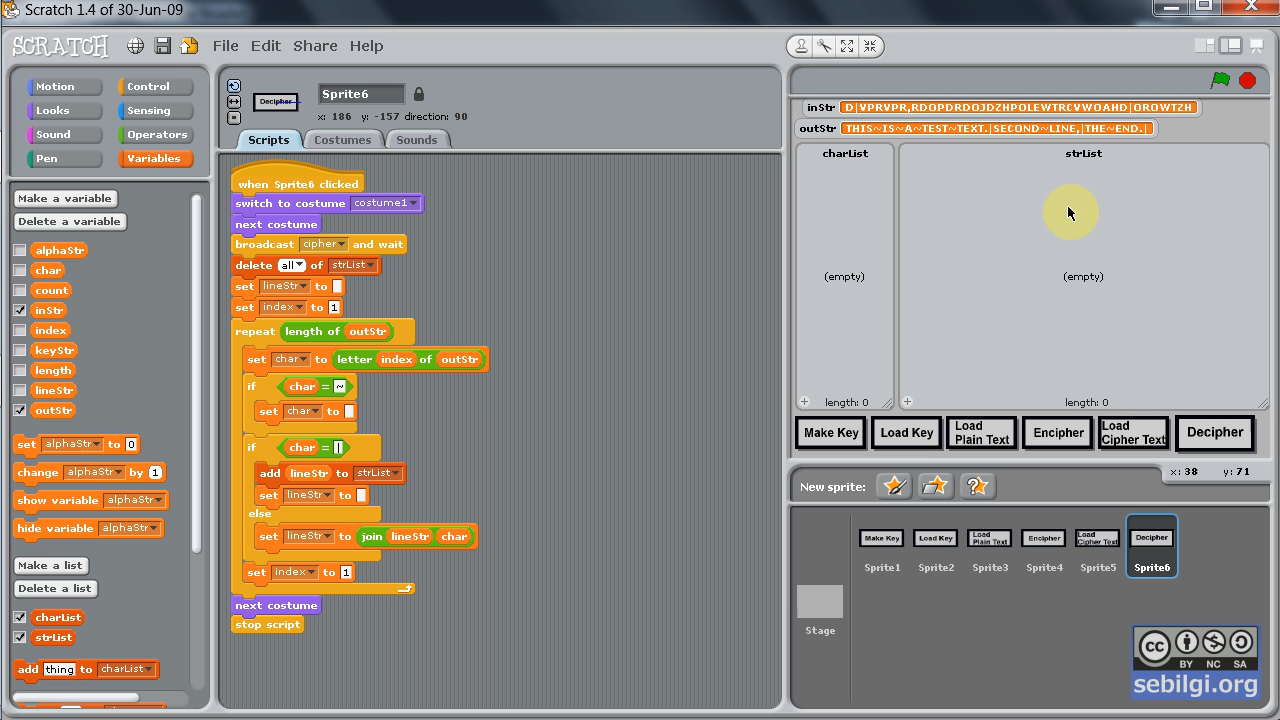 Scratch 1.4 of 30-Jun-09
SCRATCH File Edit Share Help
Motion Control
Looks Sensing
Sound Operators
Pen Variables
Make a variable
Delete a variable
alphaStr
char
count
inStr
index
keyStr
length
lineStr
outStr
set alphaStr to 0
change alphaStr by 1
show variable alphaStr
hide variable alphaStr
Make a list
Delete a list
charList
strList
add thing to charList
Decipher
Sprite6
x: 186 y: -157 direction: 90
Scripts Costumes Sounds
when Sprite6 clicked
switch to costume costume1
next costume
broadcast cipher and wait
delete all of strList
set lineStr to
set index to 1
repeat length of outStr
set char to letter index of outStr
if char = ~
set char to
if char = |
add lineStr to strList
set lineStr to
else
set lineStr to join lineStr char
set index to 1
next costume
stop script
inStr D|VPRVPR,RDOPDRDOJDZHPOLEWTRCVWOAHD|OROWTZH
outStr THIS~IS~A~TEST~TEXT.|SECOND~LINE,|THE~END.|
charList strList
(empty) (empty)
+ length: 0 + length: 0
Make Key Load Key Load Plain Text Encipher Load Cipher Text Decipher
x: 38 y: 71
New sprite:
Make Key Load Key Load Plain Text Encipher Load Cipher Text Decipher
Sprite1 Sprite2 Sprite3 Sprite4 Sprite5 Sprite6
Stage
cc BY NC SA
sebilgi.org